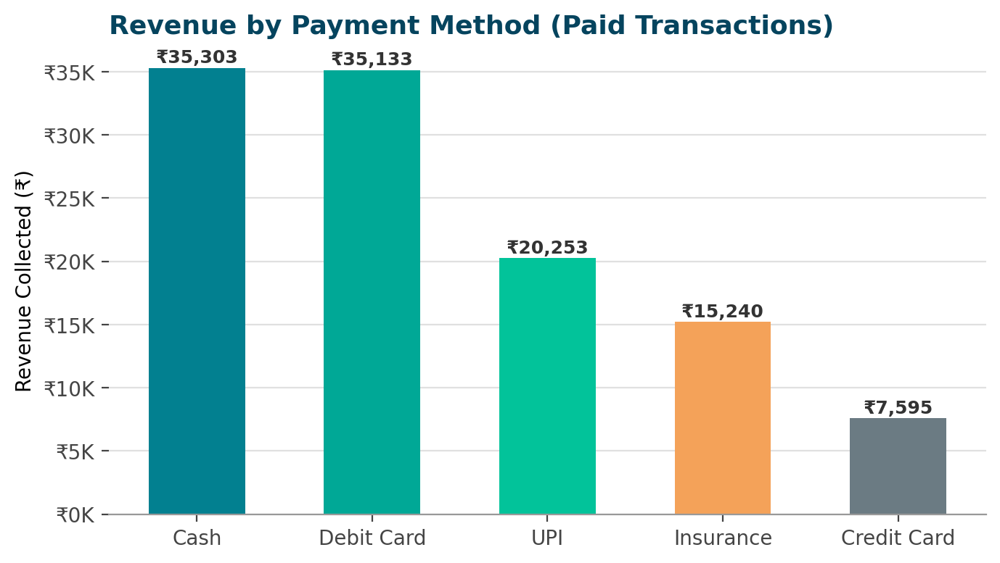 Revenue by Payment Method (Paid Transactions)
₹35,303
₹35,133
₹20,253
₹15,240
₹7,595
₹35K
₹30K
₹25K
₹20K
₹15K
₹10K
₹5K
₹0K
Revenue Collected (₹)
Cash
Debit Card
UPI
Insurance
Credit Card